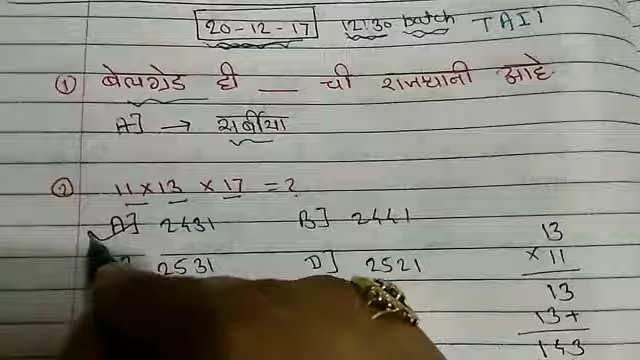 20-12-17 12:30 batch TAIT
① बेलग्रेड ही __ ची राजधानी आहे
A] → सर्बीया
② 11 × 13 × 17 = ?
A] 2431 B] 2441
2531 D] 2521
13
× 11
13
13+
143